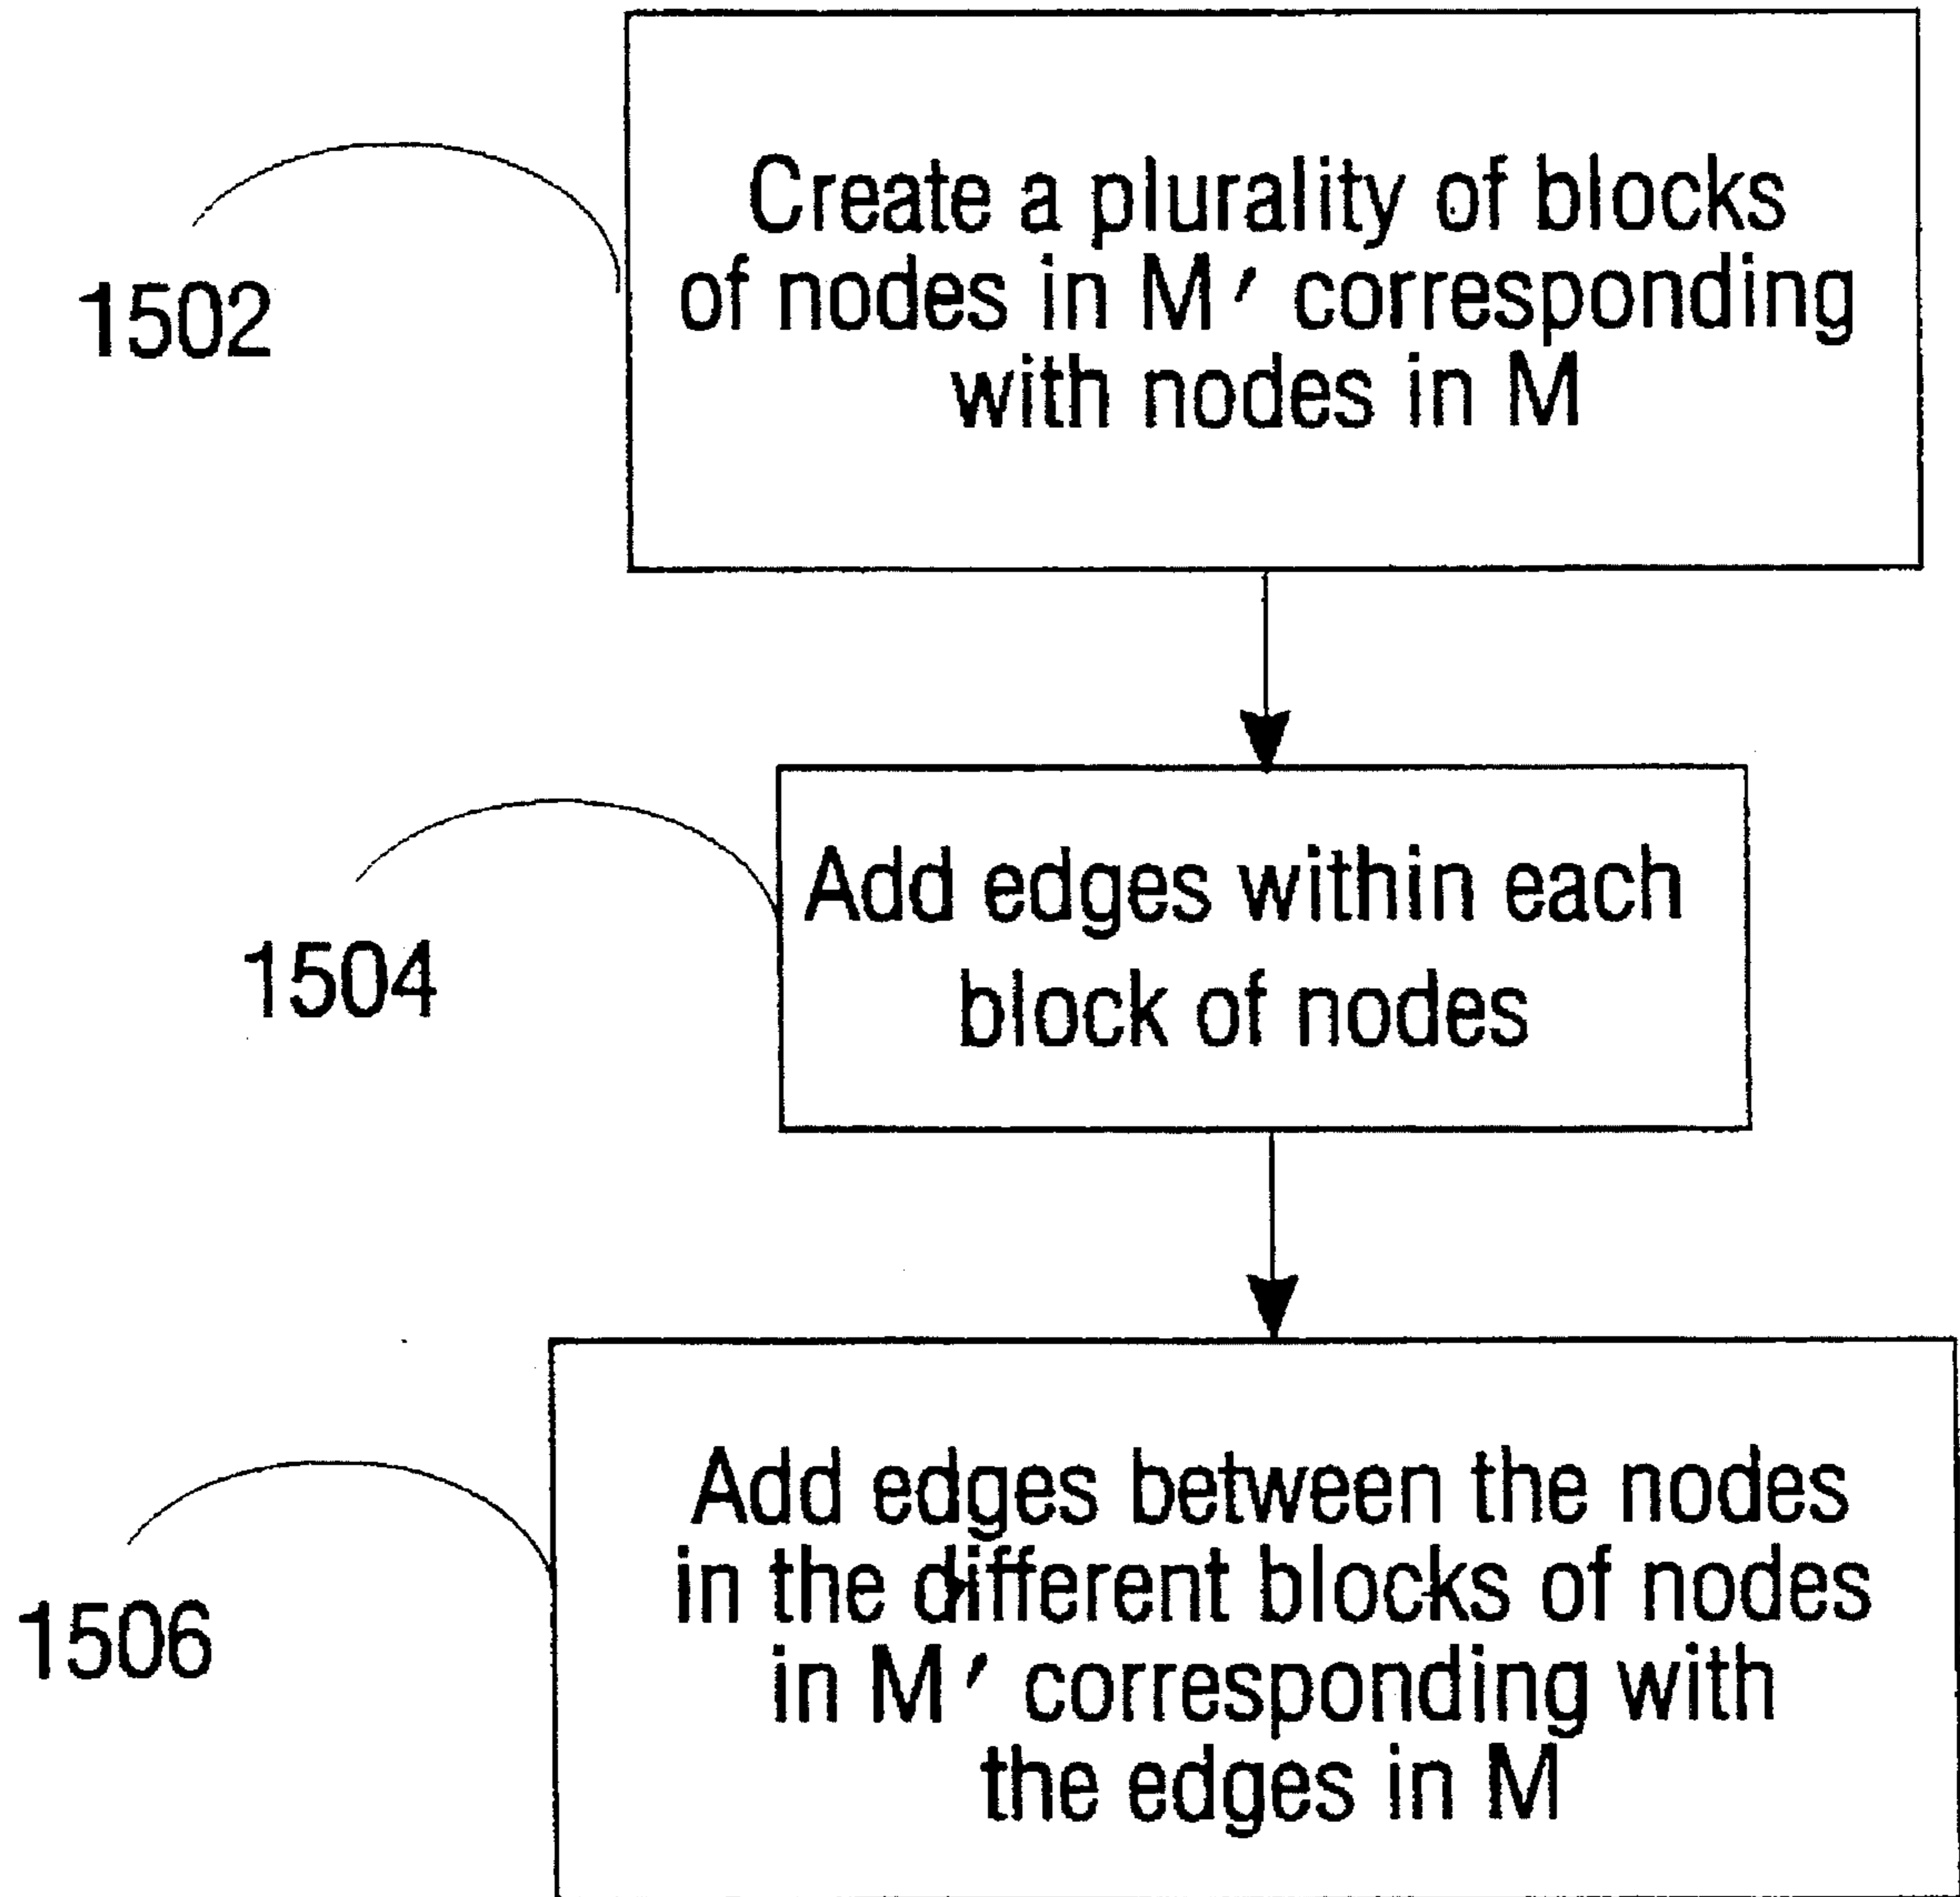 Create a plurality of blocks
of nodes in M′ corresponding
with nodes in M
1502
Add edges within each
block of nodes
1504
Add edges between the nodes
in the different blocks of nodes
in M′ corresponding with
the edges in M
1506